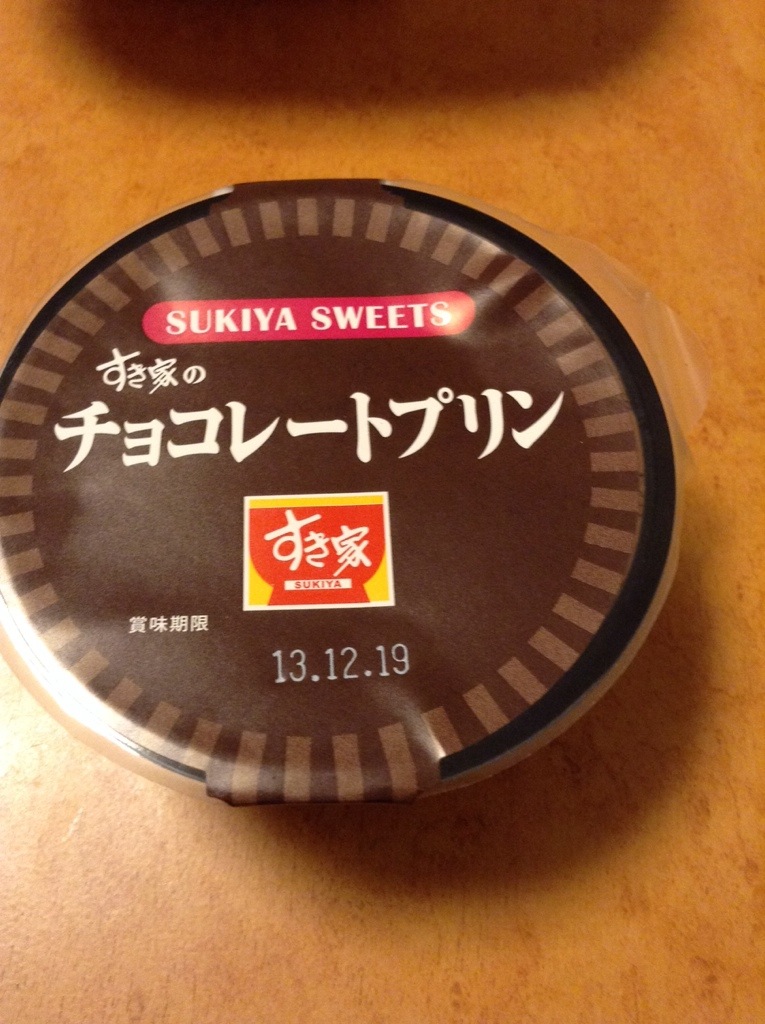 SUKIYA SWEETS
すき家の
チョコレートプリン
すき家
SUKIYA
賞味期限
13.12.19